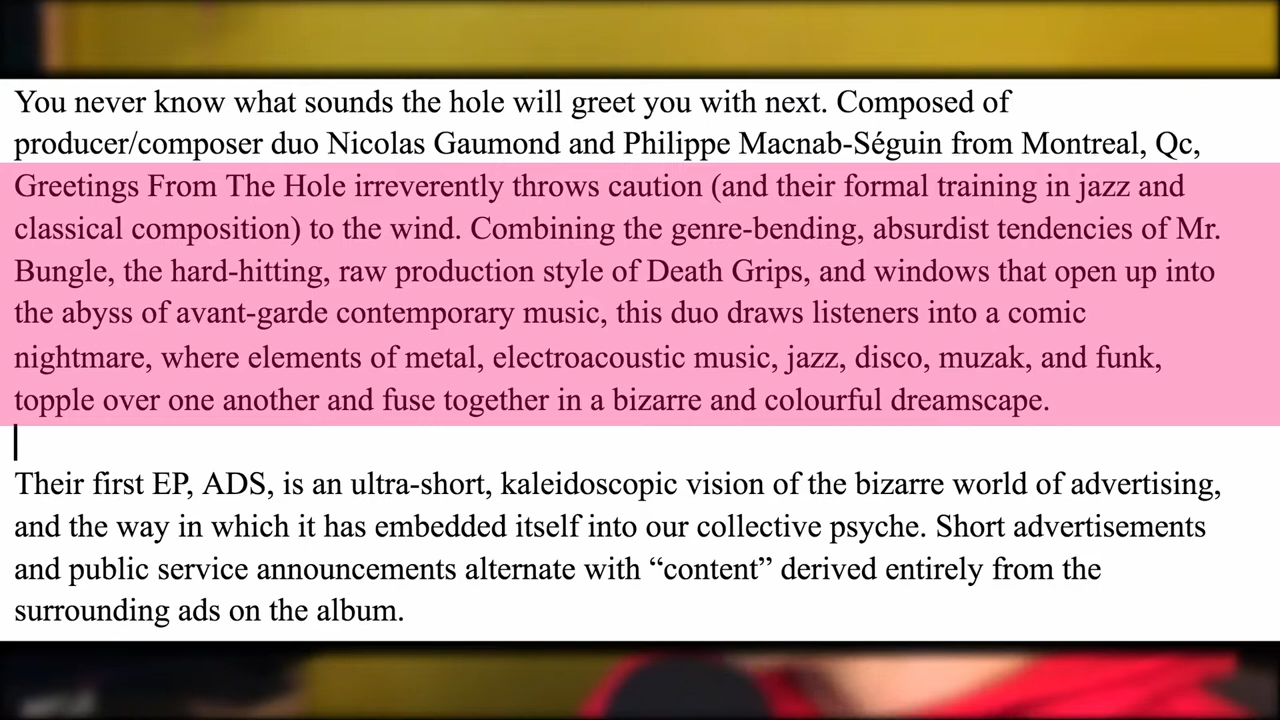 You never know what sounds the hole will greet you with next. Composed of
producer/composer duo Nicolas Gaumond and Philippe Macnab-Séguin from Montreal, Qc,
Greetings From The Hole irreverently throws caution (and their formal training in jazz and
classical composition) to the wind. Combining the genre-bending, absurdist tendencies of Mr.
Bungle, the hard-hitting, raw production style of Death Grips, and windows that open up into
the abyss of avant-garde contemporary music, this duo draws listeners into a comic
nightmare, where elements of metal, electroacoustic music, jazz, disco, muzak, and funk,
topple over one another and fuse together in a bizarre and colourful dreamscape.
Their first EP, ADS, is an ultra-short, kaleidoscopic vision of the bizarre world of advertising,
and the way in which it has embedded itself into our collective psyche. Short advertisements
and public service announcements alternate with “content” derived entirely from the
surrounding ads on the album.